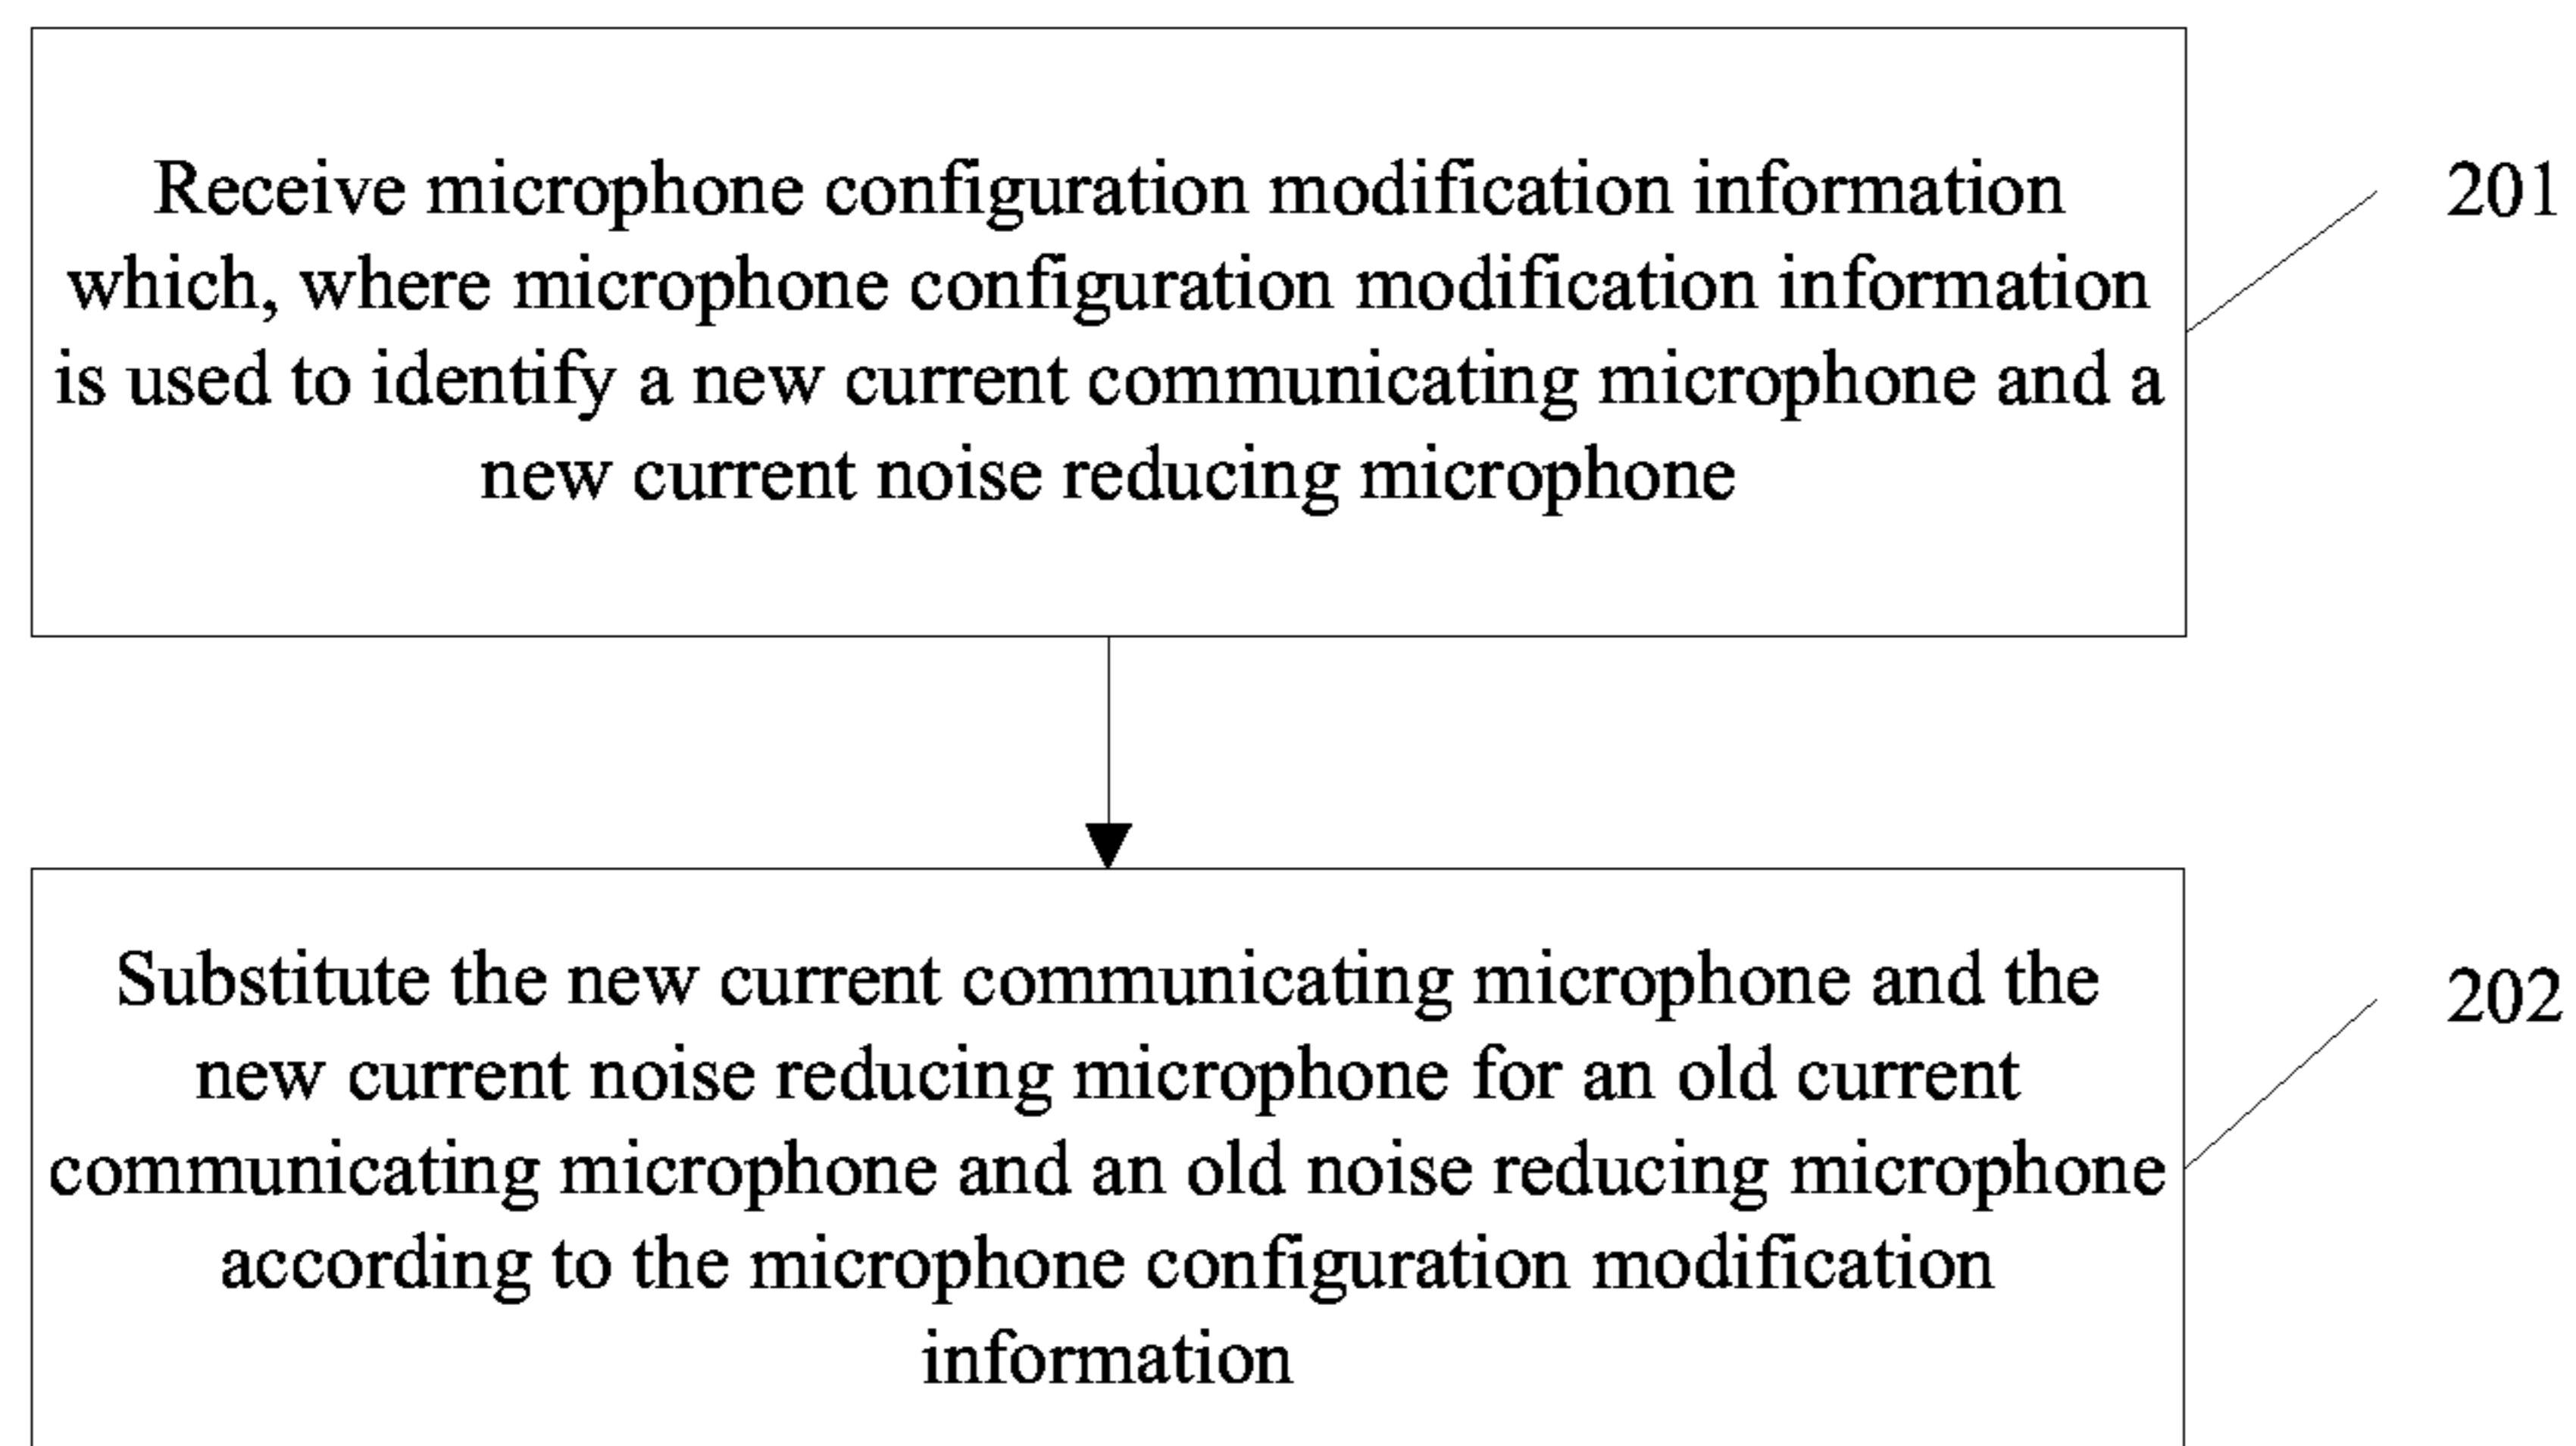 Receive microphone configuration modification information
which, where microphone configuration modification information
is used to identify a new current communicating microphone and a
new current noise reducing microphone
201
Substitute the new current communicating microphone and the
new current noise reducing microphone for an old current
communicating microphone and an old noise reducing microphone
according to the microphone configuration modification
information
202